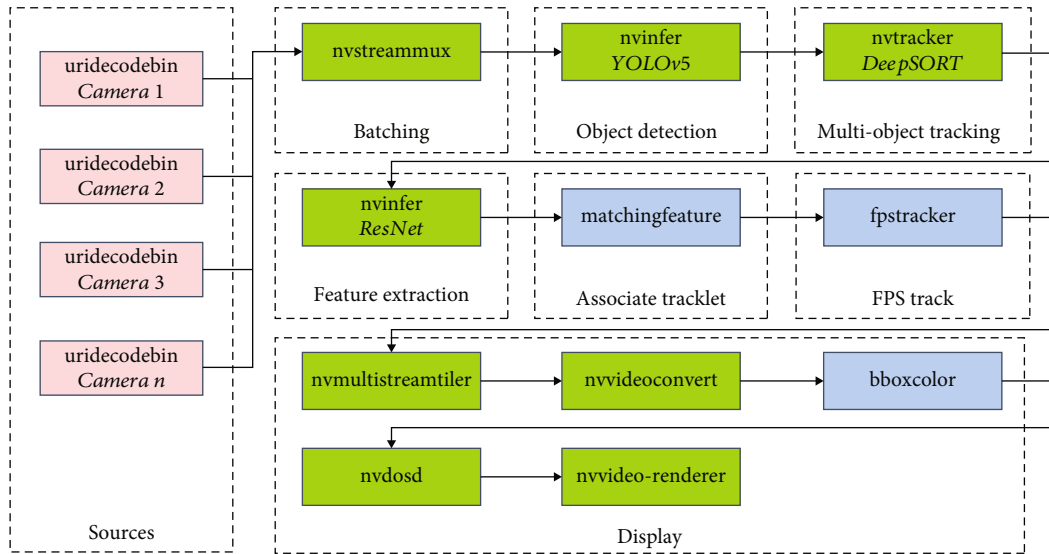 uridecodebin
Camera 1
uridecodebin
Camera 2
uridecodebin
Camera 3
uridecodebin
Camera n
Sources
nvstreammux
Batching
nvinfer
YOLOv5
Object detection
nvtracker
DeepSORT
Multi-object tracking
nvinfer
ResNet
Feature extraction
matchingfeature
Associate tracklet
fpstracker
FPS track
nvmultistreamtiler
nvvideoconvert
bboxcolor
nvdosd
nvvideo-renderer
Display